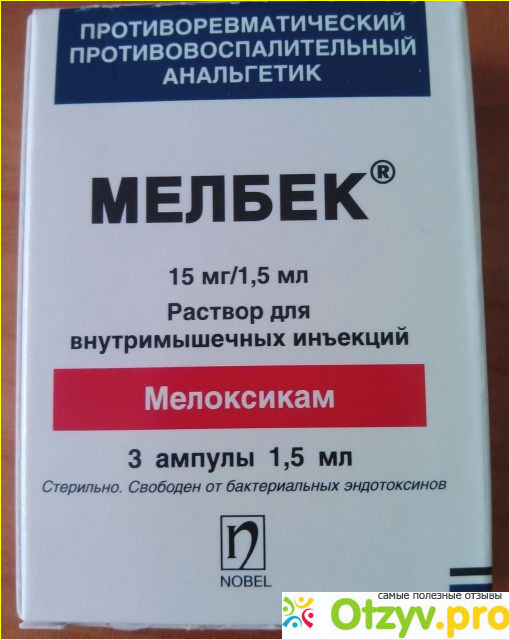 ПРОТИВОРЕВМАТИЧЕСКИЙ
ПРОТИВОВОСПАЛИТЕЛЬНЫЙ
АНАЛЬГЕТИК
МЕЛБЕК®
15 мг/1,5 мл
Раствор для
внутримышечных инъекций
Мелоксикам
3 ампулы 1,5 мл
Стерильно. Свободен от бактериальных эндотоксинов
NOBEL
самые полезные отзывы
Otzyv.pro